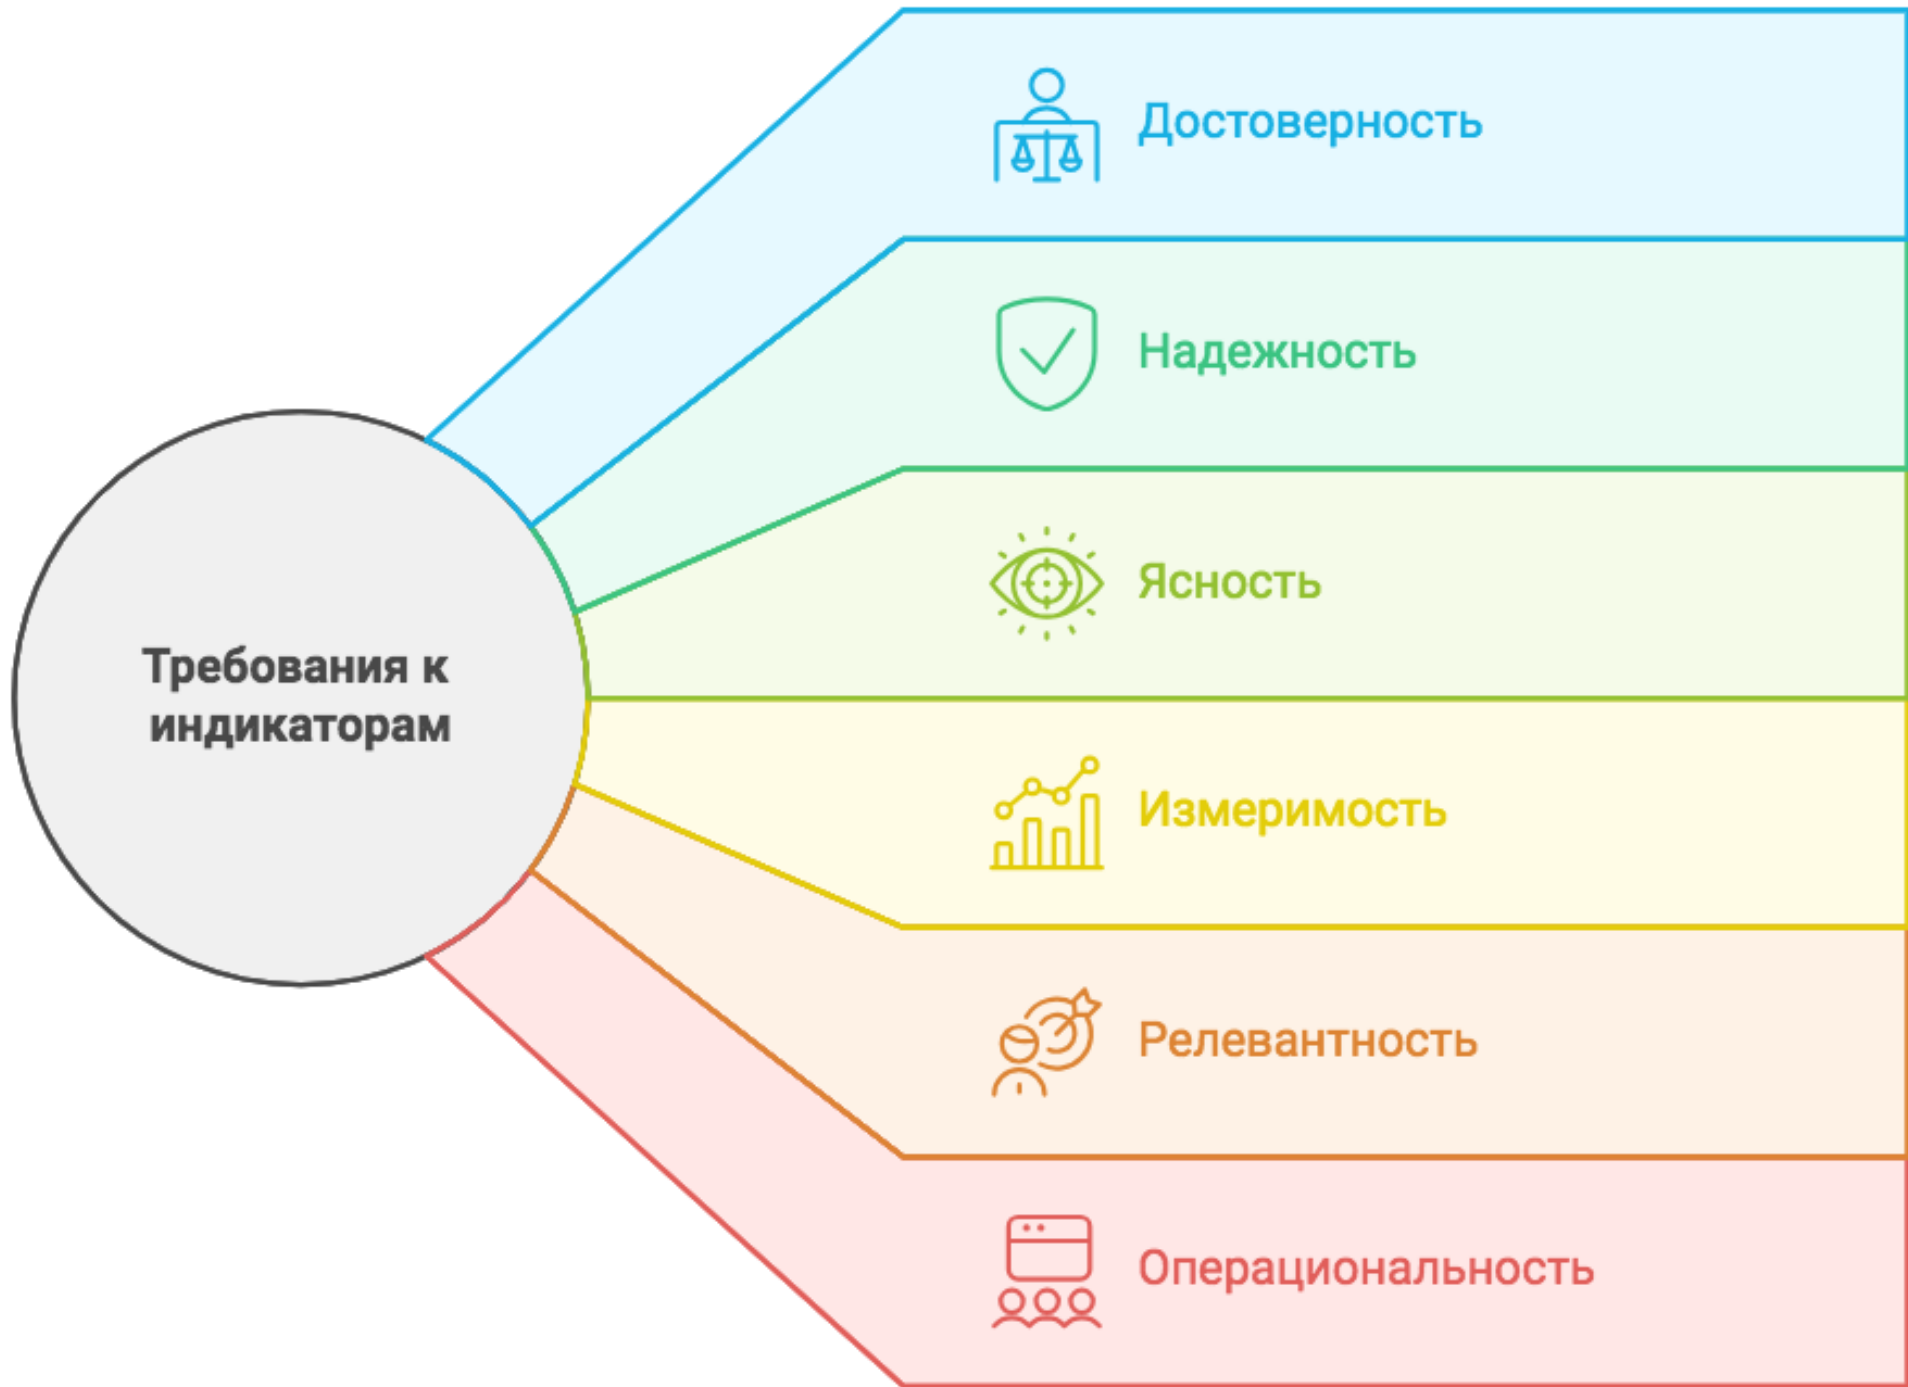 Требования к
индикаторам
Достоверность
Надежность
Ясность
Измеримость
Релевантность
Операциональность